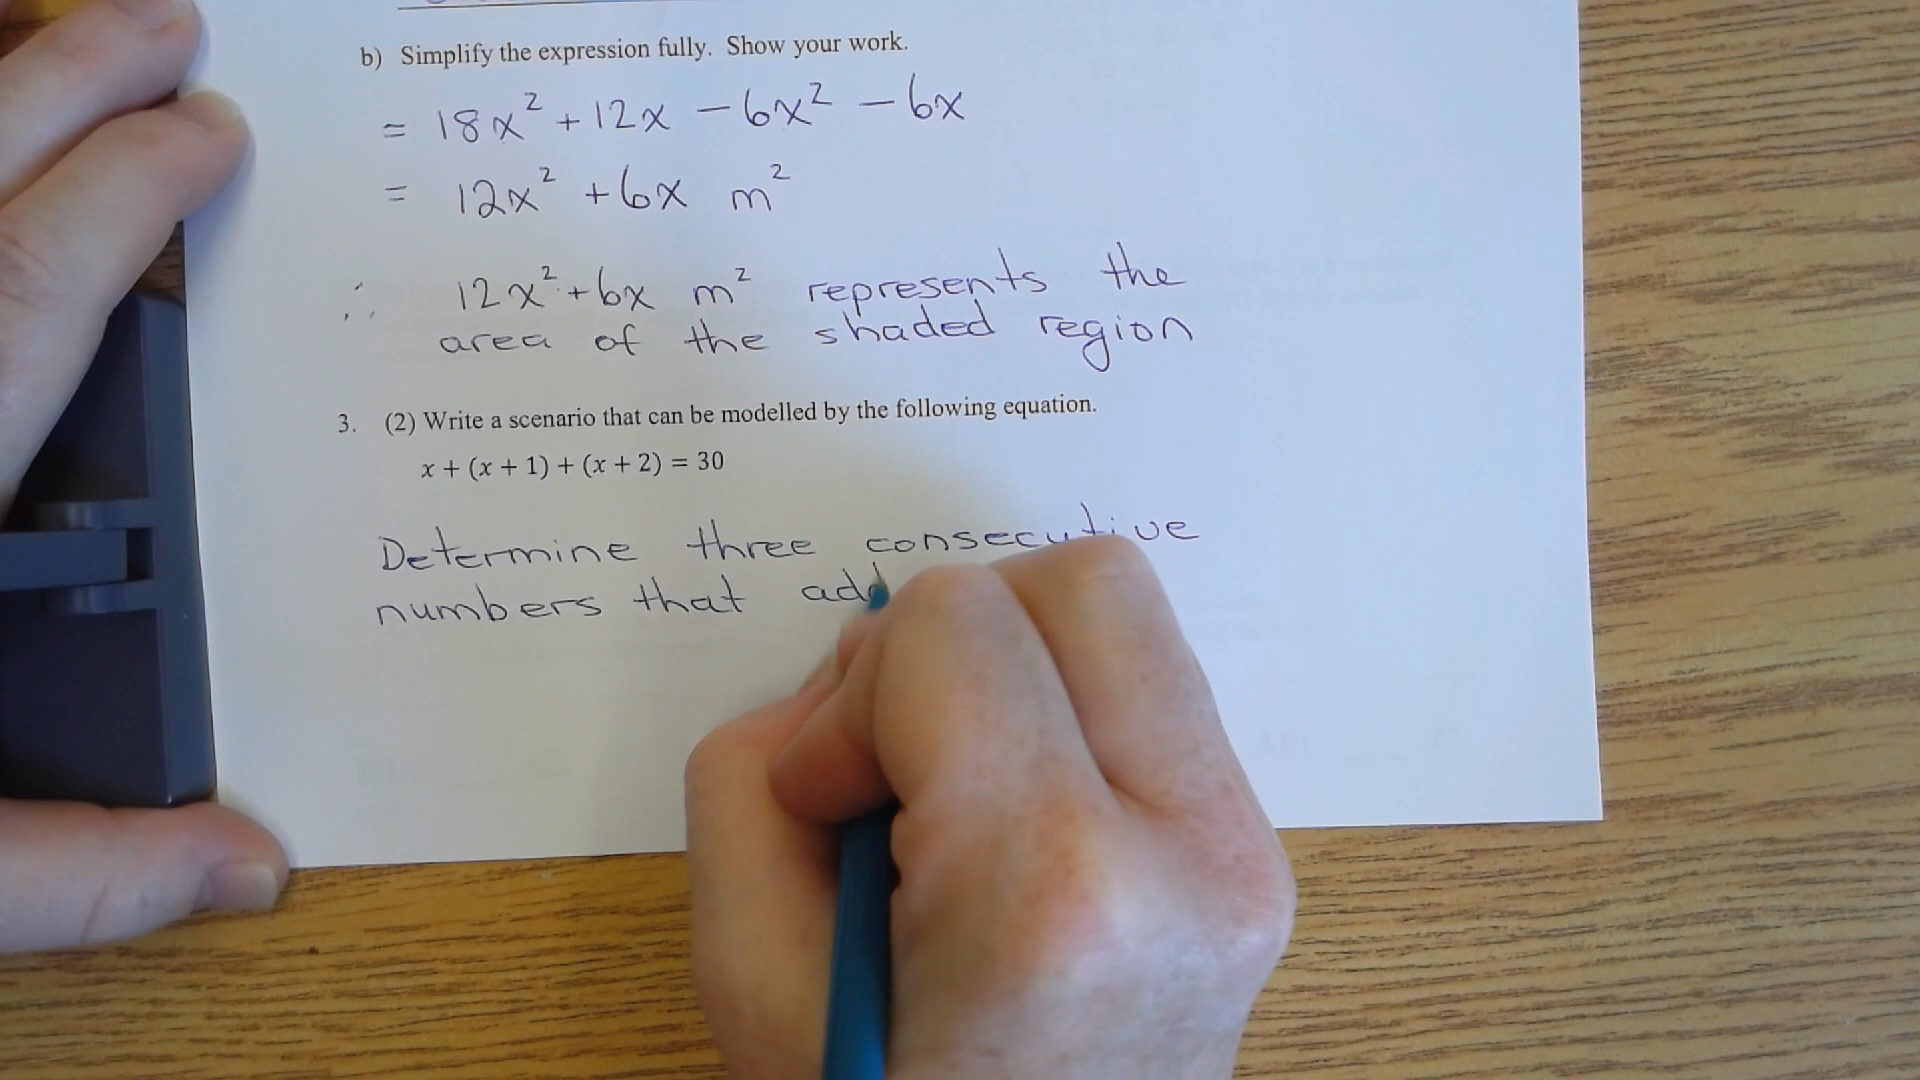 b) Simplify the expression fully. Show your work.
= 18x² + 12x - 6x² - 6x
= 12x² + 6x m²
∴ 12x² + 6x m² represents the
area of the shaded region
3. (2) Write a scenario that can be modelled by the following equation.
x + (x + 1) + (x + 2) = 30
Determine three consecutive
numbers that add